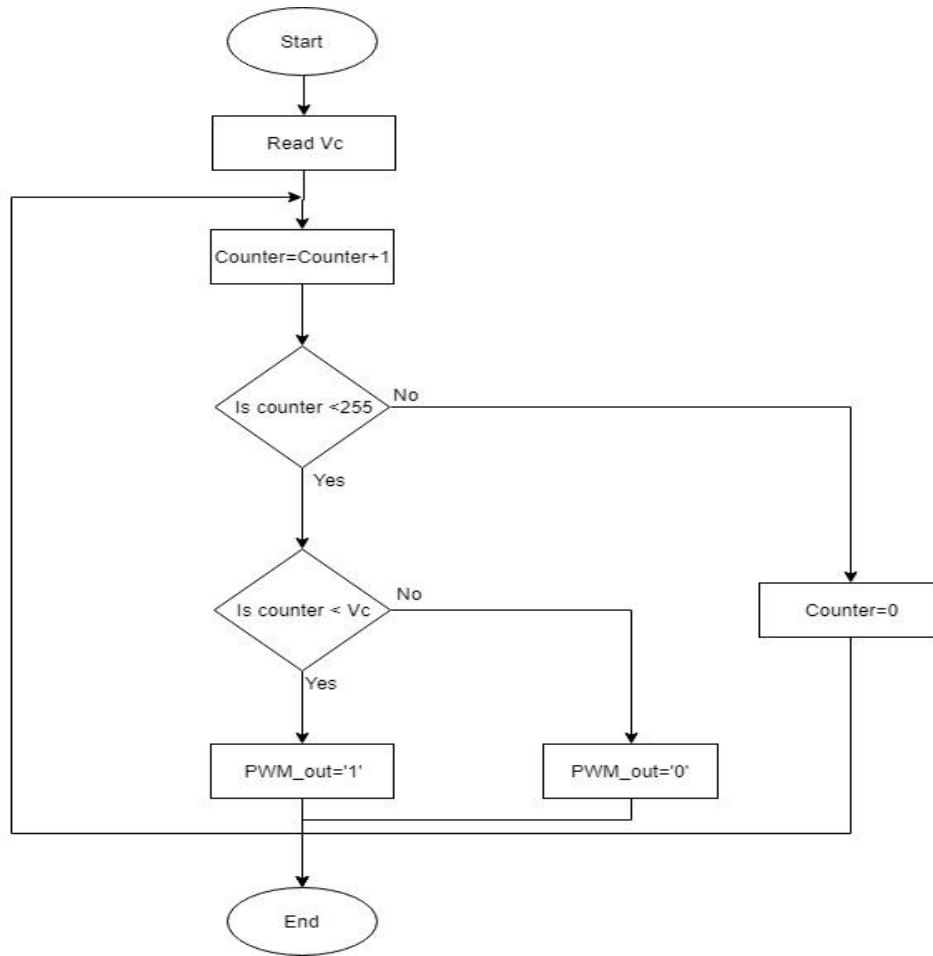 Start
Read Vc
Counter=Counter+1
Is counter <255
No
Yes
Is counter < Vc
No
Counter=0
Yes
PWM_out='1'
PWM_out='0'
End